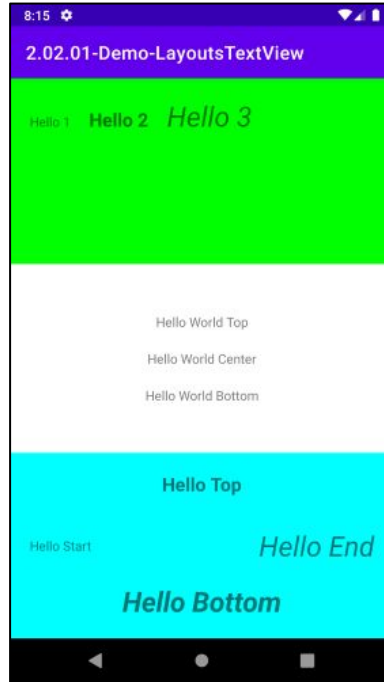 8:15
2.02.01-Demo-LayoutsTextView
Hello 1 Hello 2 Hello 3
Hello World Top
Hello World Center
Hello World Bottom
Hello Top
Hello Start Hello End
Hello Bottom